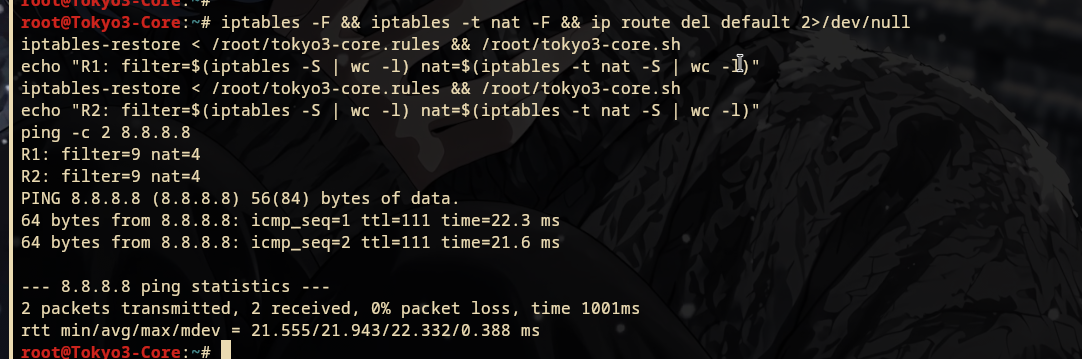 root@Tokyo3-Core:~#
root@Tokyo3-Core:~# iptables -F && iptables -t nat -F && ip route del default 2>/dev/null
iptables-restore < /root/tokyo3-core.rules && /root/tokyo3-core.sh
echo "R1: filter=$(iptables -S | wc -l) nat=$(iptables -t nat -S | wc -l)"
iptables-restore < /root/tokyo3-core.rules && /root/tokyo3-core.sh
echo "R2: filter=$(iptables -S | wc -l) nat=$(iptables -t nat -S | wc -l)"
ping -c 2 8.8.8.8
R1: filter=9 nat=4
R2: filter=9 nat=4
PING 8.8.8.8 (8.8.8.8) 56(84) bytes of data.
64 bytes from 8.8.8.8: icmp_seq=1 ttl=111 time=22.3 ms
64 bytes from 8.8.8.8: icmp_seq=2 ttl=111 time=21.6 ms

--- 8.8.8.8 ping statistics ---
2 packets transmitted, 2 received, 0% packet loss, time 1001ms
rtt min/avg/max/mdev = 21.555/21.943/22.332/0.388 ms
root@Tokyo3-Core:~#